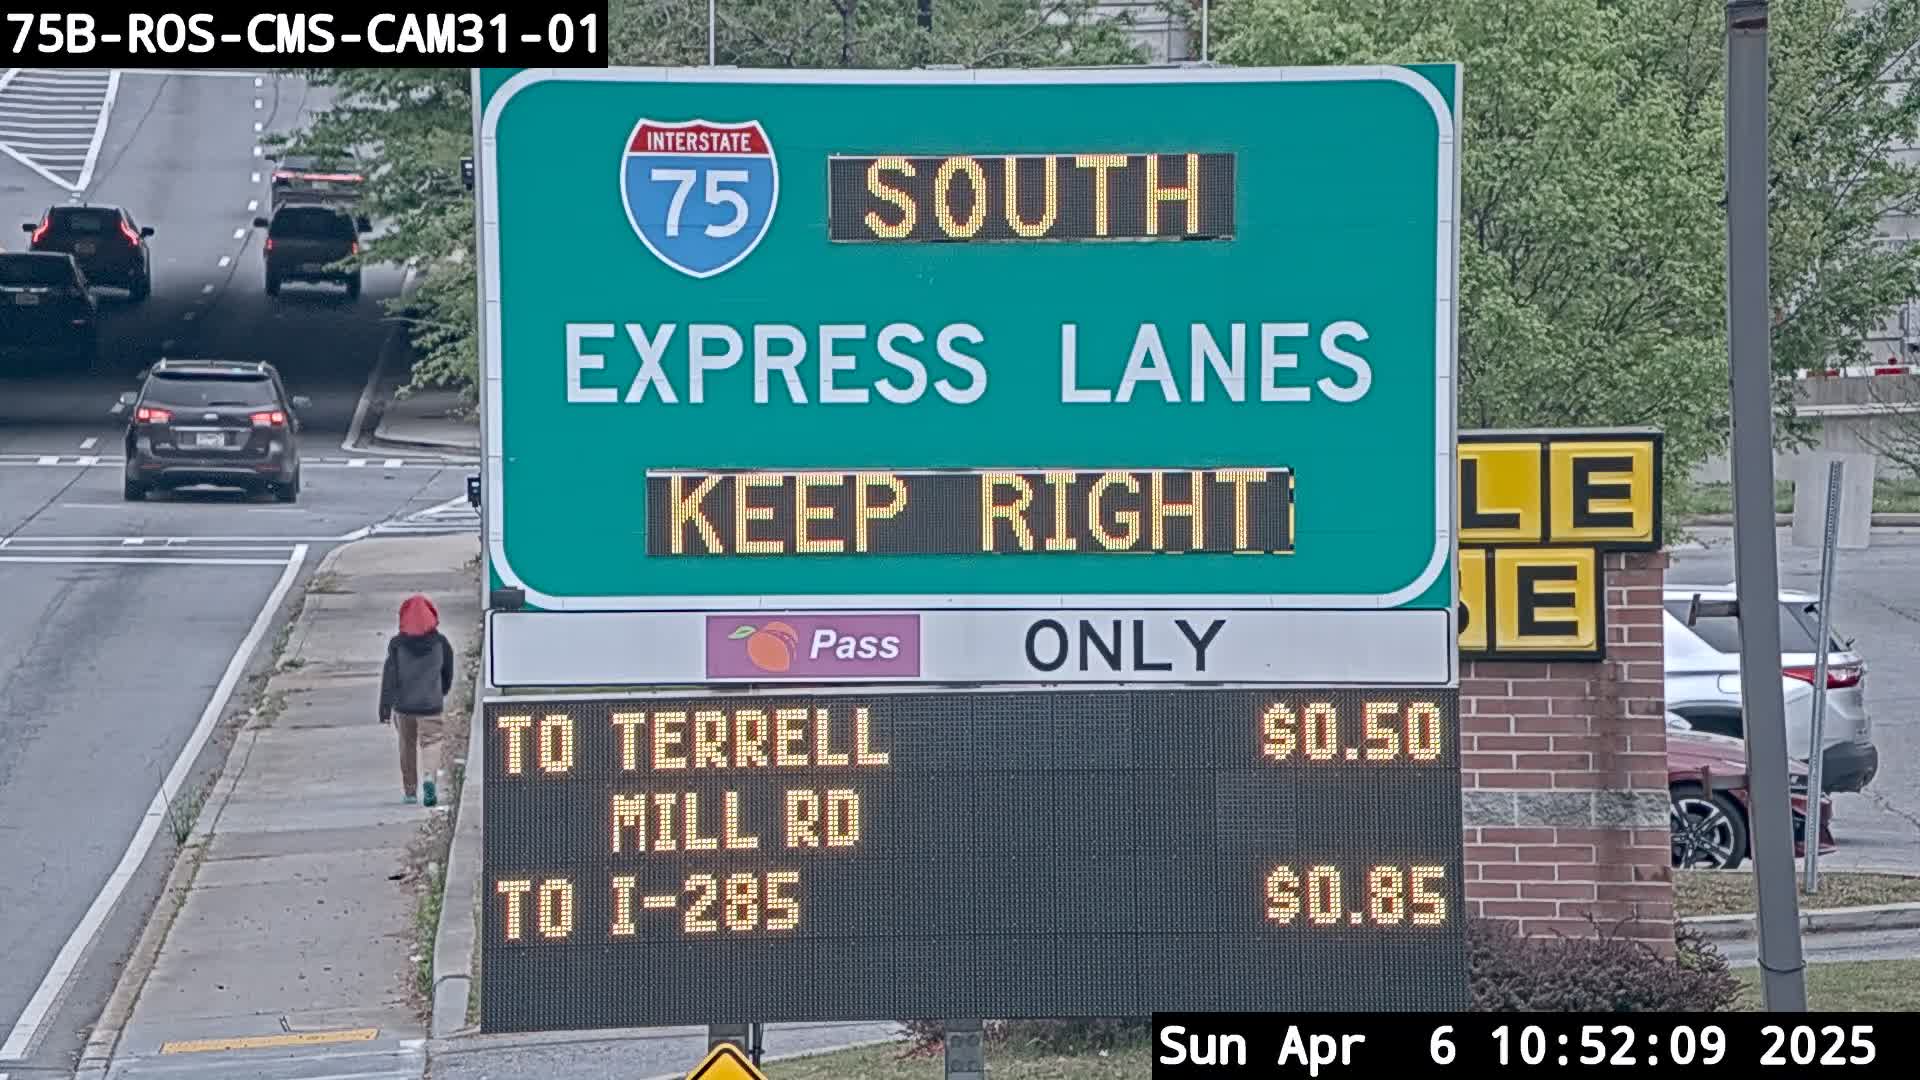 75B-ROS-CMS-CAM31-01
INTERSTATE
75
SOUTH
EXPRESS LANES
KEEP RIGHT
Pass ONLY
TO TERRELL $0.50
MILL RD
TO I-285 $0.85
LE
E
Sun Apr 6 10:52:09 2025